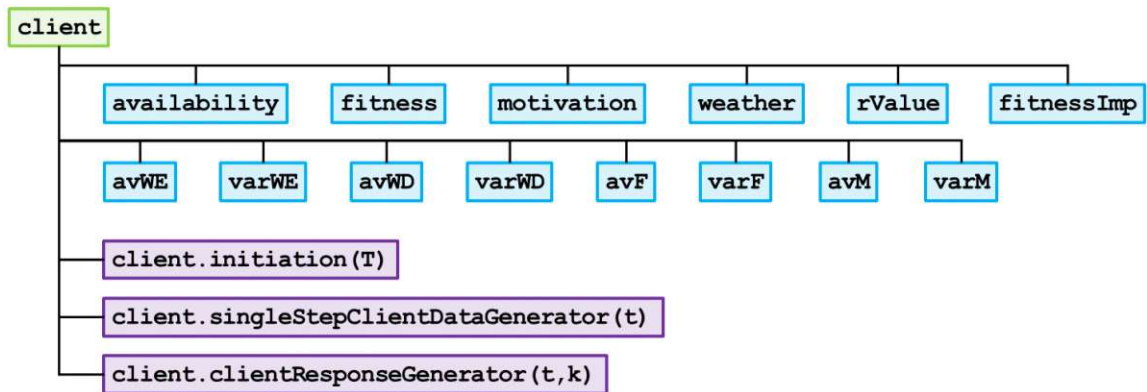 client
availability fitness motivation weather rValue fitnessImp
avWE varWE avWD varWD avF varF avM varM
client.initiation(T)
client.singleStepClientDataGenerator(t)
client.clientResponseGenerator(t,k)